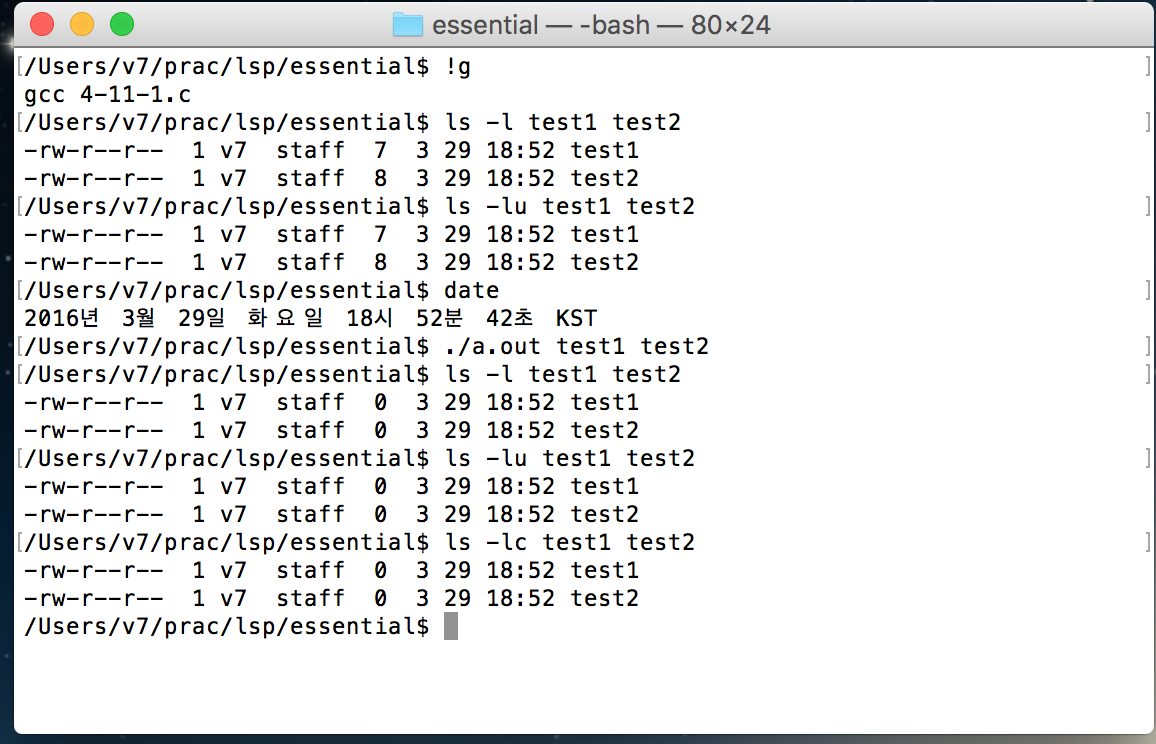 essential — -bash — 80×24
[/Users/v7/prac/lsp/essential$ !g ]
gcc 4-11-1.c
[/Users/v7/prac/lsp/essential$ ls -l test1 test2 ]
-rw-r--r--  1 v7  staff  7  3 29 18:52 test1
-rw-r--r--  1 v7  staff  8  3 29 18:52 test2
[/Users/v7/prac/lsp/essential$ ls -lu test1 test2 ]
-rw-r--r--  1 v7  staff  7  3 29 18:52 test1
-rw-r--r--  1 v7  staff  8  3 29 18:52 test2
[/Users/v7/prac/lsp/essential$ date ]
2016년  3월  29일  화요일  18시  52분  42초  KST
[/Users/v7/prac/lsp/essential$ ./a.out test1 test2 ]
[/Users/v7/prac/lsp/essential$ ls -l test1 test2 ]
-rw-r--r--  1 v7  staff  0  3 29 18:52 test1
-rw-r--r--  1 v7  staff  0  3 29 18:52 test2
[/Users/v7/prac/lsp/essential$ ls -lu test1 test2 ]
-rw-r--r--  1 v7  staff  0  3 29 18:52 test1
-rw-r--r--  1 v7  staff  0  3 29 18:52 test2
[/Users/v7/prac/lsp/essential$ ls -lc test1 test2 ]
-rw-r--r--  1 v7  staff  0  3 29 18:52 test1
-rw-r--r--  1 v7  staff  0  3 29 18:52 test2
/Users/v7/prac/lsp/essential$